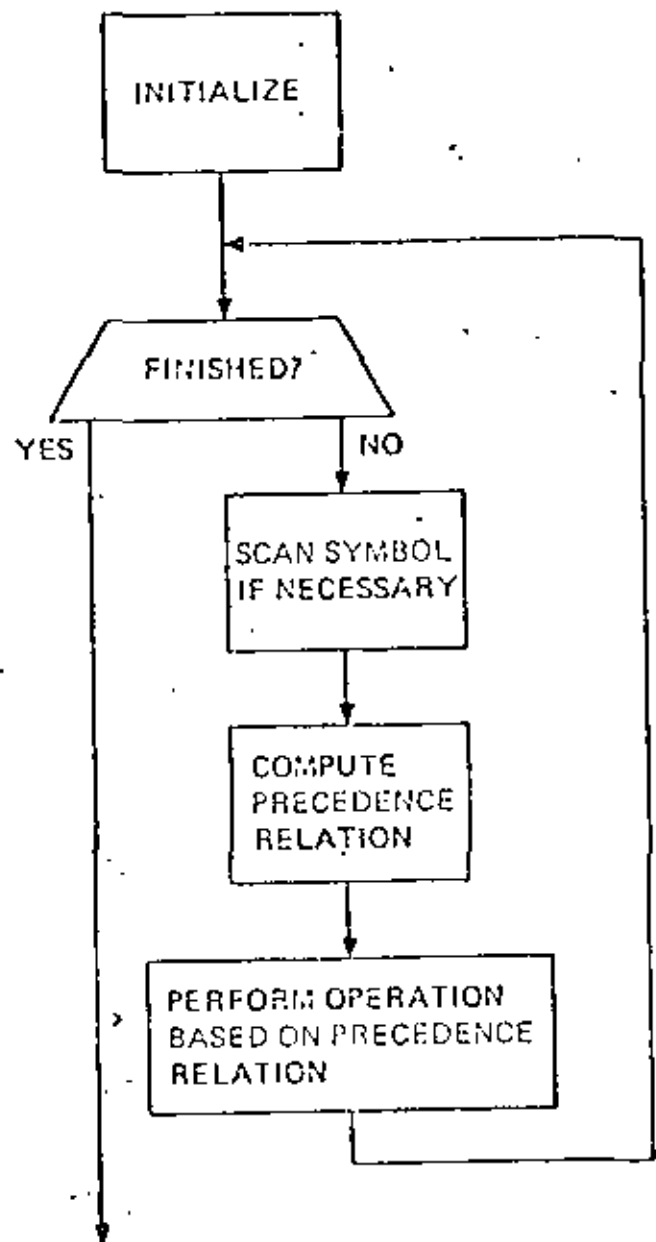 INITIALIZE
FINISHED?
YES
NO
SCAN SYMBOL
IF NECESSARY
COMPUTE
PRECEDENCE
RELATION
PERFORM OPERATION
BASED ON PRECEDENCE
RELATION